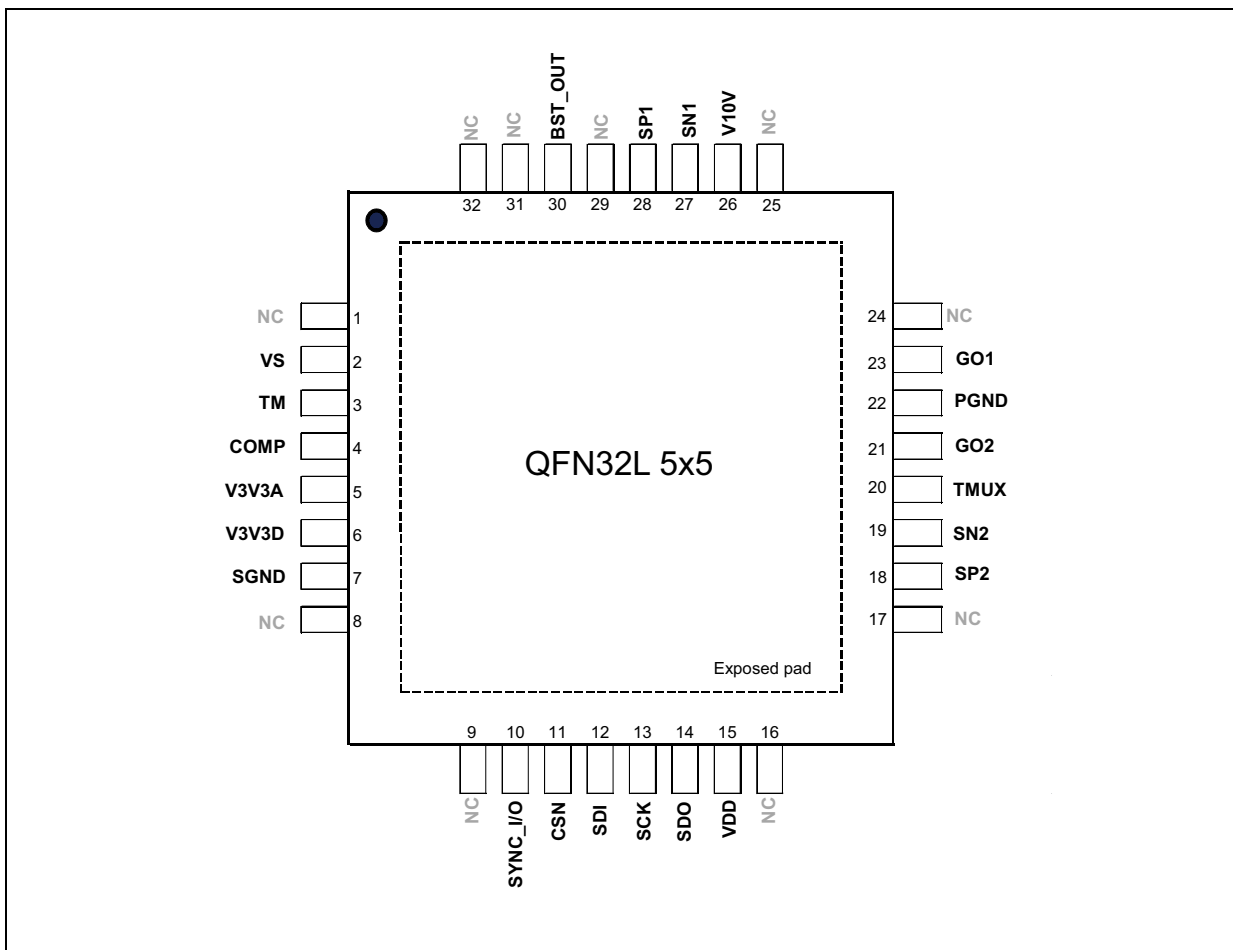 NC
NC
BST_OUT
NC
SP1
SN1
V10V
NC
32 31 30 29 28 27 26 25
NC 1
VS 2
TM 3
COMP 4
V3V3A 5
V3V3D 6
SGND 7
NC 8
24 NC
23 GO1
22 PGND
21 GO2
20 TMUX
19 SN2
18 SP2
17 NC
QFN32L 5x5
Exposed pad
9 10 11 12 13 14 15 16
NC
SYNC_I/O
CSN
SDI
SCK
SDO
VDD
NC